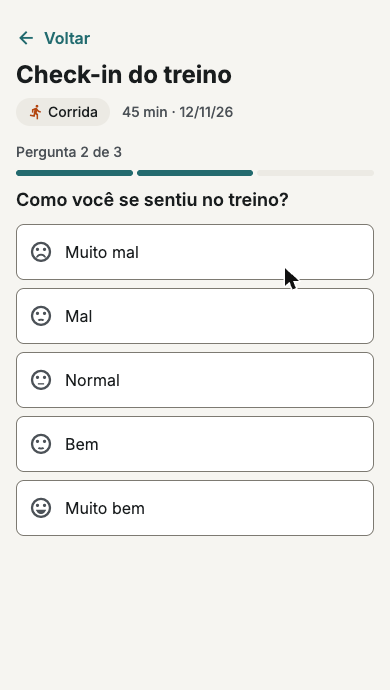 Voltar
Check-in do treino
Corrida 45 min · 12/11/26
Pergunta 2 de 3
Como você se sentiu no treino?
Muito mal
Mal
Normal
Bem
Muito bem